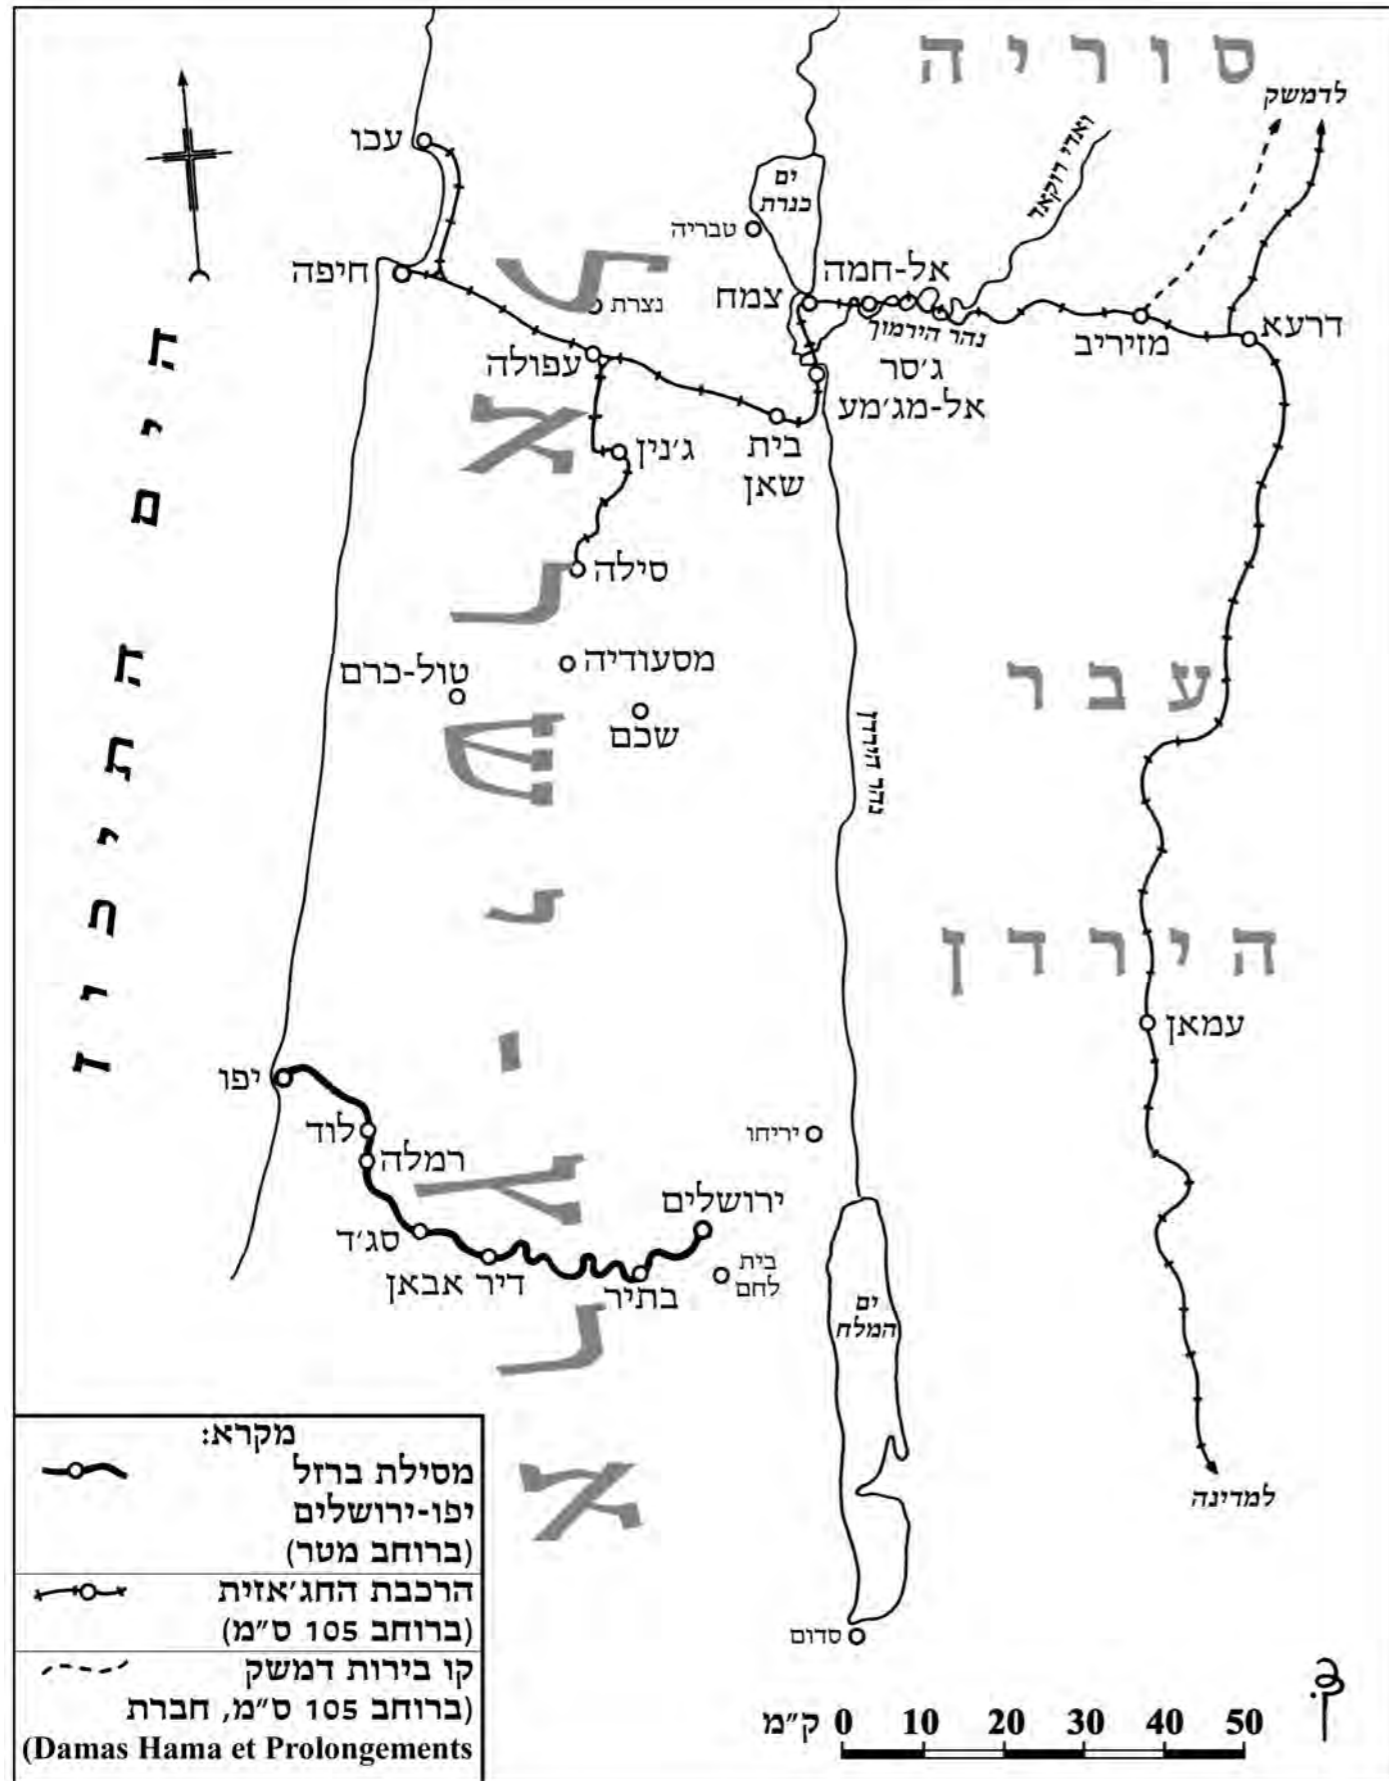 סוריה
לדמשק
ואדי רוקאד
עכו
ים
כנרת
טבריה
חיפה
אל-חמה
צמח
נצרת
נהר הירמוך
מזיריב
דרעא
עפולה
ג׳סר
אל-מג׳מע
בית
שאן
ג׳נין
סילה
הים התיכון
ארץ-ישראל
מסעודיה
טול-כרם
שכם
נהר הירדן
עבר
הירדן
עמאן
יפו
לוד
רמלה
יריחו
ירושלים
סג׳ד
דיר אבאן
בתיר
בית
לחם
ים
המלח
למדינה
סדום
מקרא:
מסילת ברזל
יפו-ירושלים
(ברוחב מטר)
הרכבת החג׳אזית
(ברוחב 105 ס״מ)
קו בירות דמשק
(ברוחב 105 ס״מ, חברת
Damas Hama et Prolongements)
ק״מ 0 10 20 30 40 50